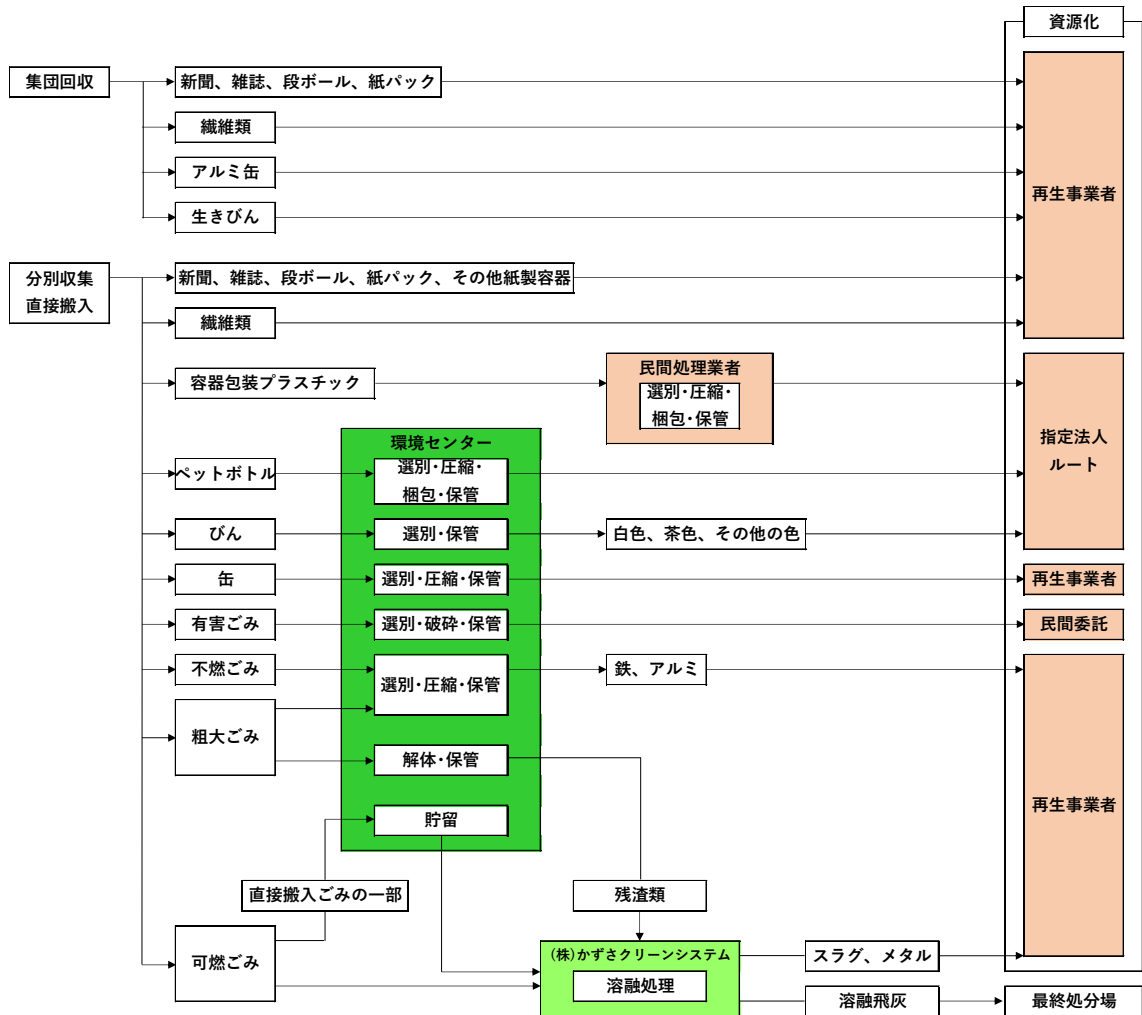 資源化
集団回収
新聞、雑誌、段ボール、紙パック
繊維類
アルミ缶
生きびん
再生事業者
分別収集
直接搬入
新聞、雑誌、段ボール、紙パック、その他紙製容器
繊維類
容器包装プラスチック
民間処理業者
選別・圧縮・
梱包・保管
指定法人
ルート
環境センター
ペットボトル
選別・圧縮・
梱包・保管
びん
選別・保管
白色、茶色、その他の色
缶
選別・圧縮・保管
再生事業者
有害ごみ
選別・破砕・保管
民間委託
不燃ごみ
選別・圧縮・保管
鉄、アルミ
粗大ごみ
解体・保管
再生事業者
貯留
直接搬入ごみの一部
残渣類
可燃ごみ
(株)かずさクリーンシステム
溶融処理
スラグ、メタル
溶融飛灰
最終処分場